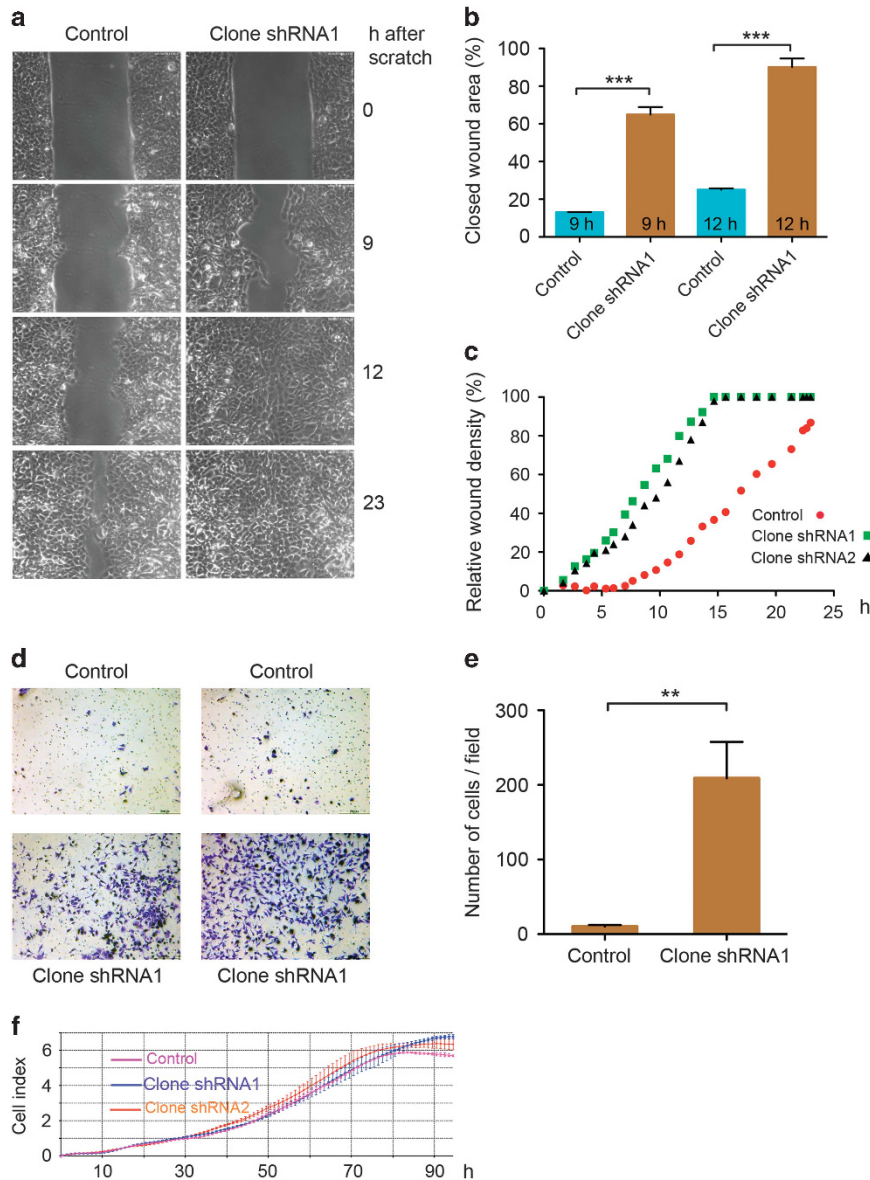 a
Control
Clone shRNA1
h after
scratch
0
9
12
23
b
Closed wound area (%)
100
80
60
40
20
0
***
***
9 h
9 h
12 h
12 h
Control
Clone shRNA1
Control
Clone shRNA1
c
Relative wound density (%)
100
80
60
40
20
0
Control
Clone shRNA1
Clone shRNA2
0
5
10
15
20
25
h
d
Control
Control
Clone shRNA1
Clone shRNA1
e
Number of cells / field
300
200
100
0
**
Control
Clone shRNA1
f
Cell index
6
4
2
0
Control
Clone shRNA1
Clone shRNA2
10
30
50
70
90
h